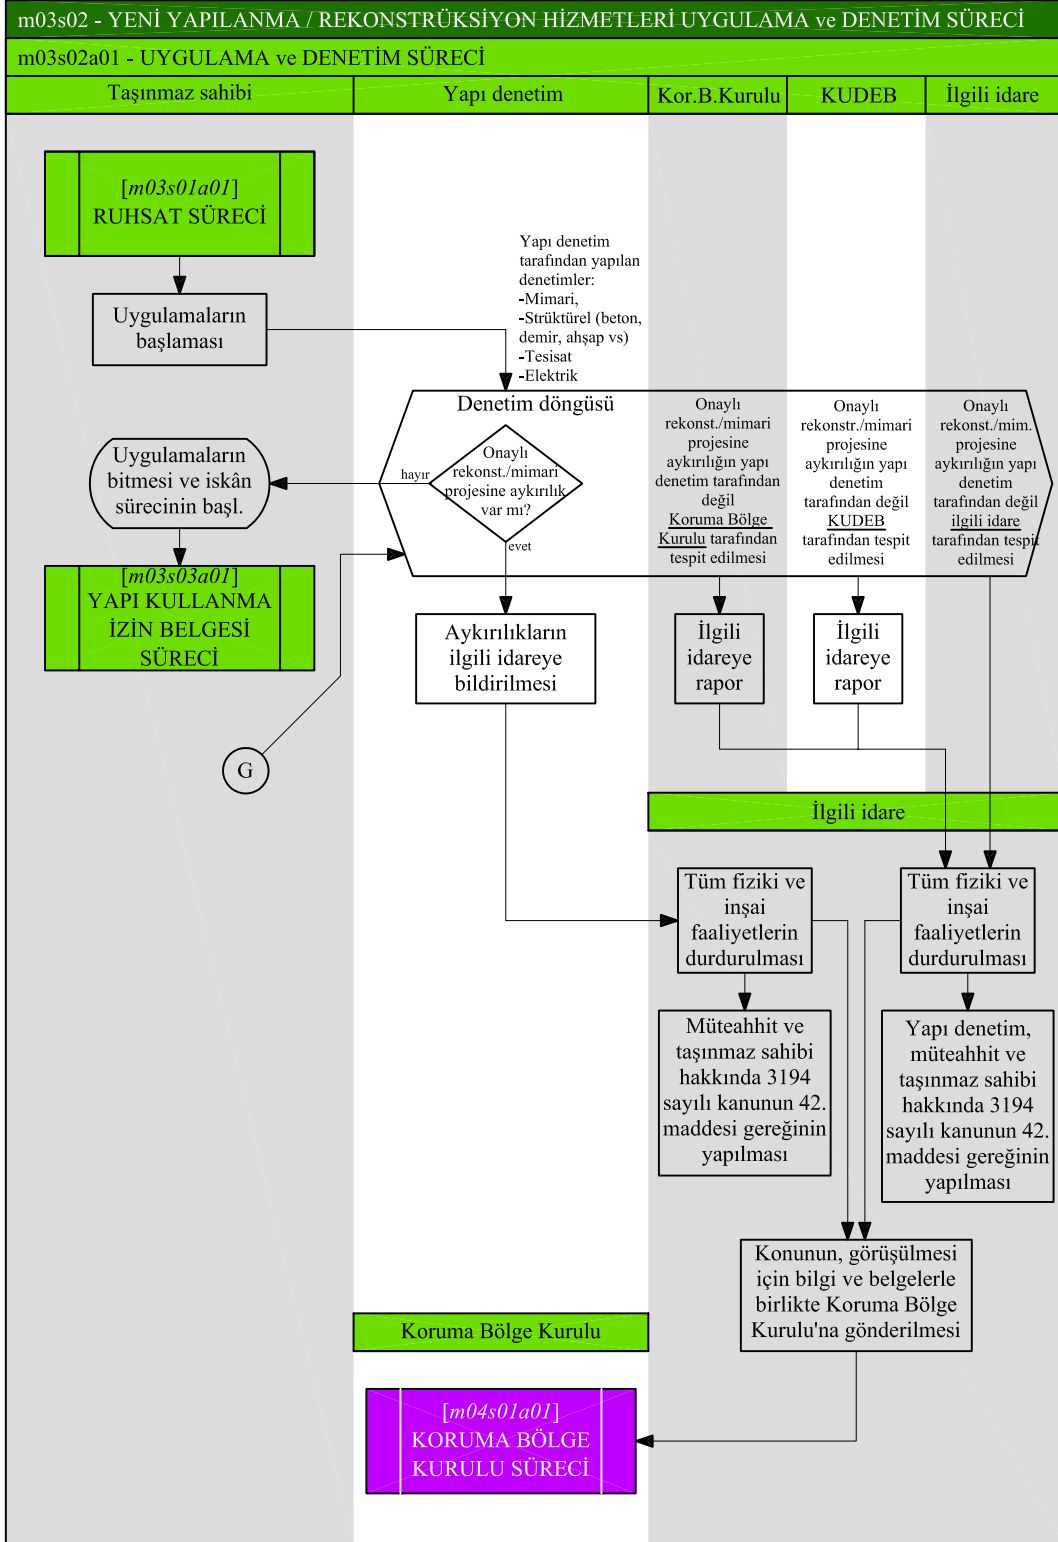 m03s02 - YENİ YAPILANMA / REKONSTRÜKSİYON HİZMETLERİ UYGULAMA ve DENETİM SÜRECİ
m03s02a01 - UYGULAMA ve DENETİM SÜRECİ
Taşınmaz sahibi
Yapı denetim
Kor.B.Kurulu
KUDEB
İlgili idare
[m03s01a01]
RUHSAT SÜRECİ
Uygulamaların
başlaması
Yapı denetim
tarafından yapılan
denetimler:
-Mimari,
-Strüktürel (beton,
demir, ahşap vs)
-Tesisat
-Elektrik
Denetim döngüsü
Onaylı
rekonst./mimari
projesine aykırılık
var mı?
hayır
evet
Onaylı
rekonst./mimari
projesine
aykırılığın yapı
denetim tarafından
değil
Koruma Bölge
Kurulu tarafından
tespit edilmesi
Onaylı
rekonstr./mimari
projesine
aykırılığın yapı
denetim
tarafından değil
KUDEB
tarafından tespit
edilmesi
Onaylı
rekonst./mim.
projesine
aykırılığın yapı
denetim
tarafından değil
ilgili idare
tarafından tespit
edilmesi
Uygulamaların
bitmesi ve iskân
sürecinin başl.
[m03s03a01]
YAPI KULLANMA
İZİN BELGESİ
SÜRECİ
Aykırılıkların
ilgili idareye
bildirilmesi
İlgili
idareye
rapor
İlgili
idareye
rapor
G
İlgili idare
Tüm fiziki ve
inşai
faaliyetlerin
durdurulması
Tüm fiziki ve
inşai
faaliyetlerin
durdurulması
Müteahhit ve
taşınmaz sahibi
hakkında 3194
sayılı kanunun 42.
maddesi gereğinin
yapılması
Yapı denetim,
müteahhit ve
taşınmaz sahibi
hakkında 3194
sayılı kanunun 42.
maddesi gereğinin
yapılması
Konunun, görüşülmesi
için bilgi ve belgelerle
birlikte Koruma Bölge
Kurulu'na gönderilmesi
Koruma Bölge Kurulu
[m04s01a01]
KORUMA BÖLGE
KURULU SÜRECİ